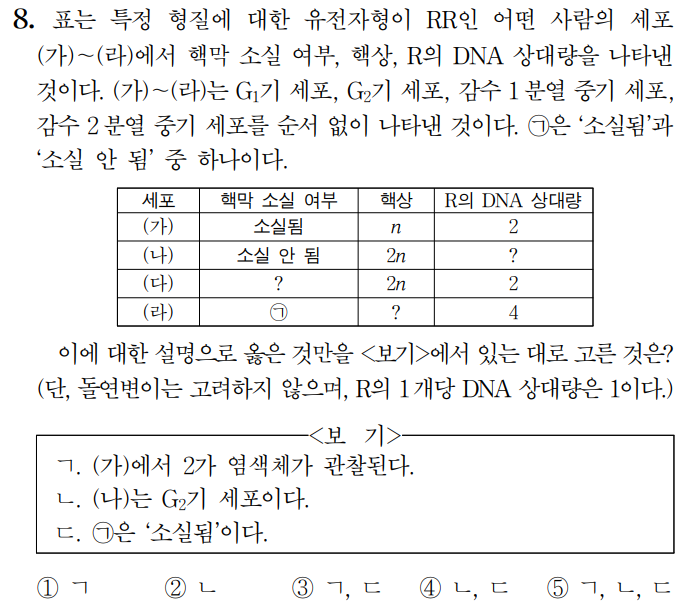 8. 표는 특정 형질에 대한 유전자형이 RR인 어떤 사람의 세포
(가)~(라)에서 핵막 소실 여부, 핵상, R의 DNA 상대량을 나타낸
것이다. (가)~(라)는 G₁기 세포, G₂기 세포, 감수 1분열 중기 세포,
감수 2분열 중기 세포를 순서 없이 나타낸 것이다. ㉠은 '소실됨'과
'소실 안 됨' 중 하나이다.
세포 핵막 소실 여부 핵상 R의 DNA 상대량
(가) 소실됨 n 2
(나) 소실 안 됨 2n ?
(다) ? 2n 2
(라) ㉠ ? 4
이에 대한 설명으로 옳은 것만을 <보기>에서 있는 대로 고른 것은?
(단, 돌연변이는 고려하지 않으며, R의 1개당 DNA 상대량은 1이다.)
<보 기>
ㄱ. (가)에서 2가 염색체가 관찰된다.
ㄴ. (나)는 G₂기 세포이다.
ㄷ. ㉠은 '소실됨'이다.
① ㄱ ② ㄴ ③ ㄱ, ㄷ ④ ㄴ, ㄷ ⑤ ㄱ, ㄴ, ㄷ